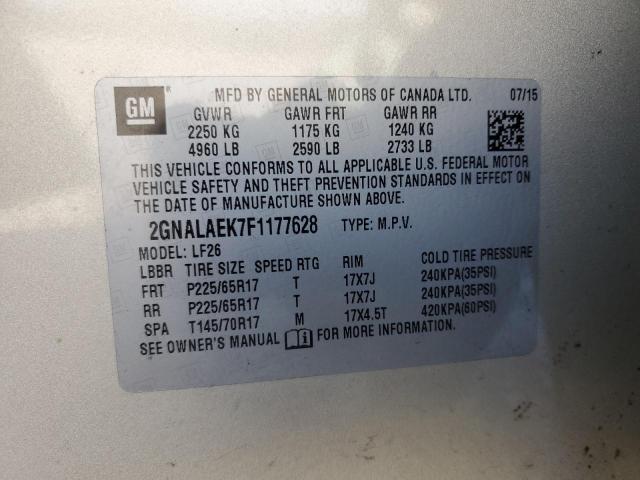 GM ® MFD BY GENERAL MOTORS OF CANADA LTD. 07/15
GVWR GAWR FRT GAWR RR
2250 KG 1175 KG 1240 KG
4960 LB 2590 LB 2733 LB
THIS VEHICLE CONFORMS TO ALL APPLICABLE U.S. FEDERAL MOTOR
VEHICLE SAFETY AND THEFT PREVENTION STANDARDS IN EFFECT ON
THE DATE OF MANUFACTURE SHOWN ABOVE.
2GNALAEK7F1177628 TYPE: M.P.V.
MODEL: LF26
LBBR TIRE SIZE SPEED RTG RIM COLD TIRE PRESSURE
FRT P225/65R17 T 17X7J 240KPA(35PSI)
RR P225/65R17 T 17X7J 240KPA(35PSI)
SPA T145/70R17 M 17X4.5T 420KPA(60PSI)
SEE OWNER'S MANUAL FOR MORE INFORMATION.